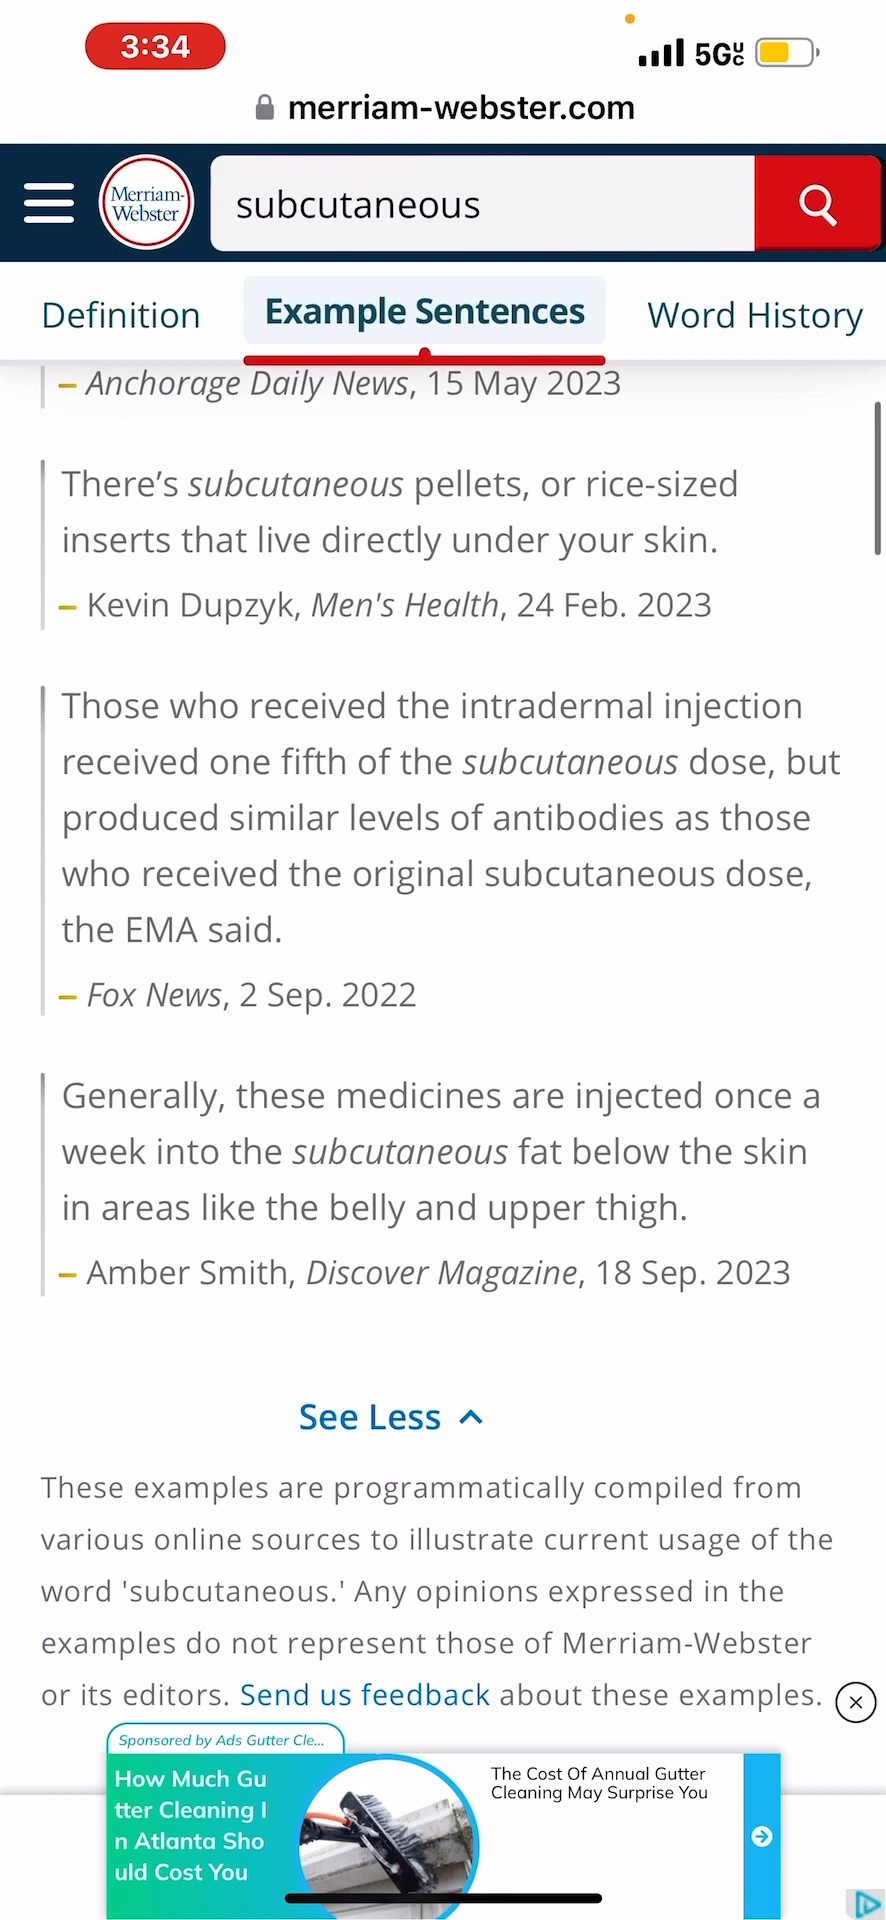 3:34
5G UC
merriam-webster.com
Merriam-
Webster
subcutaneous
Definition
Example Sentences
Word History
– Anchorage Daily News, 15 May 2023
There’s subcutaneous pellets, or rice-sized
inserts that live directly under your skin.
– Kevin Dupzyk, Men's Health, 24 Feb. 2023
Those who received the intradermal injection
received one fifth of the subcutaneous dose, but
produced similar levels of antibodies as those
who received the original subcutaneous dose,
the EMA said.
– Fox News, 2 Sep. 2022
Generally, these medicines are injected once a
week into the subcutaneous fat below the skin
in areas like the belly and upper thigh.
– Amber Smith, Discover Magazine, 18 Sep. 2023
See Less
These examples are programmatically compiled from
various online sources to illustrate current usage of the
word 'subcutaneous.' Any opinions expressed in the
examples do not represent those of Merriam-Webster
or its editors. Send us feedback about these examples.
Sponsored by Ads Gutter Cle...
How Much Gu
tter Cleaning I
n Atlanta Sho
uld Cost You
The Cost Of Annual Gutter
Cleaning May Surprise You